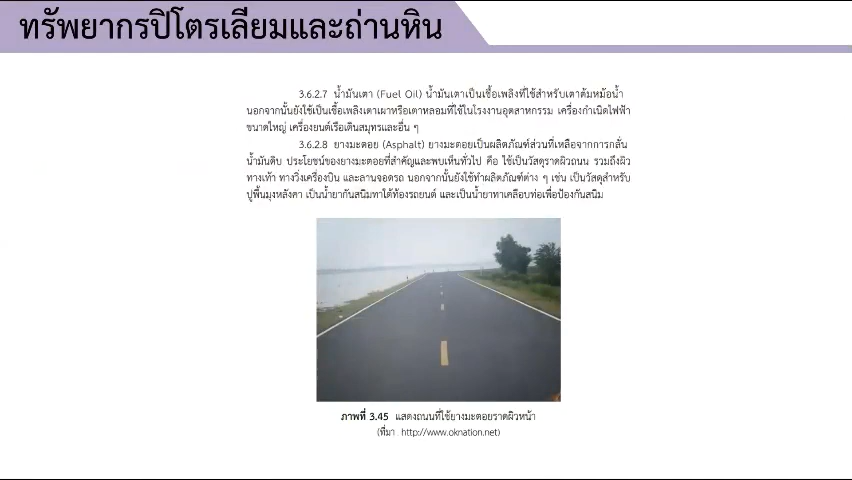 ทรัพยากรปิโตรเลียมและถ่านหิน
3.6.2.7 น้ำมันเตา (Fuel Oil) น้ำมันเตาเป็นเชื้อเพลิงที่ใช้สำหรับเตาต้มหม้อน้ำ
นอกจากนั้นยังใช้เป็นเชื้อเพลิงเตาเผาหรือเตาหลอมที่ใช้ในโรงงานอุตสาหกรรม เครื่องกำเนิดไฟฟ้า
ขนาดใหญ่ เครื่องยนต์เรือเดินสมุทรและอื่น ๆ
3.6.2.8 ยางมะตอย (Asphalt) ยางมะตอยเป็นผลิตภัณฑ์ส่วนที่เหลือจากการกลั่น
น้ำมันดิบ ประโยชน์ของยางมะตอยที่สำคัญและพบเห็นทั่วไป คือ ใช้เป็นวัสดุราดผิวถนน รวมถึงผิว
ทางเท้า ทางวิ่งเครื่องบิน และลานจอดรถ นอกจากนั้นยังใช้ทำผลิตภัณฑ์ต่าง ๆ เช่น เป็นวัสดุสำหรับ
ปูพื้นมุงหลังคา เป็นน้ำยากันสนิมทาใต้ท้องรถยนต์ และเป็นน้ำยาทาเคลือบท่อเพื่อป้องกันสนิม
ภาพที่ 3.45 แสดงถนนที่ใช้ยางมะตอยราดผิวหน้า
(ที่มา http://www.oknation.net)